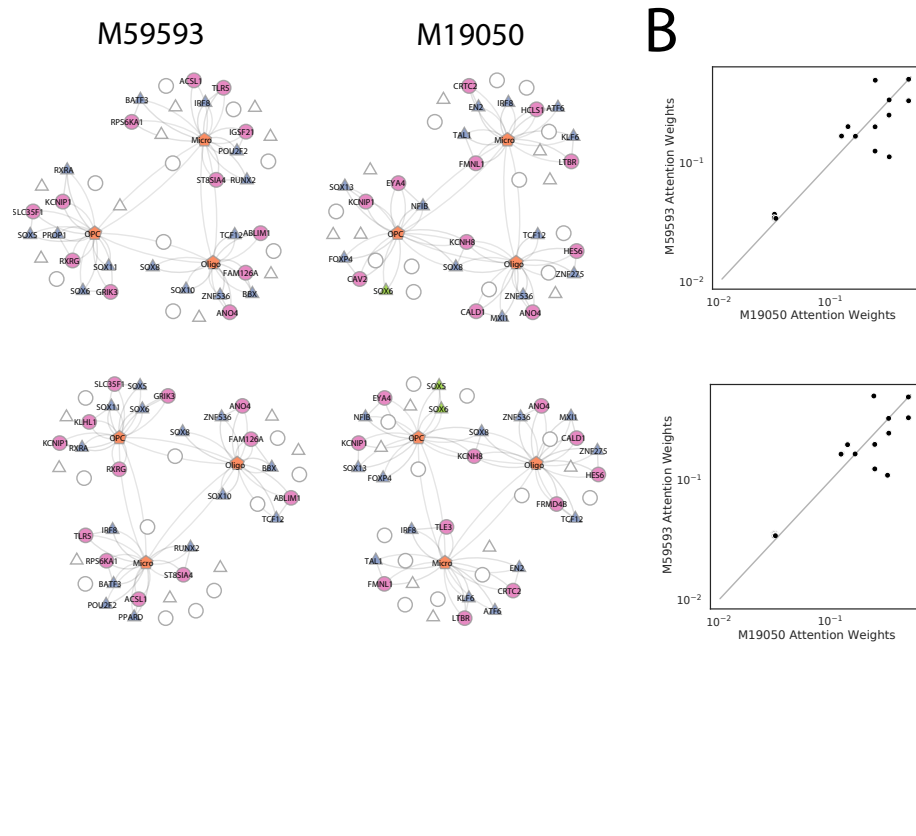 M59593
M19050
B
ACSL1
TLR5
BATF3
IRF8
RPS6KA1
IGSF21
Micro
POU2F2
ST8SIA4
RUNX2
RXRA
KCNIP1
SLC35F1
SOX5
PROP1
OPC
RXRG
SOX11
SOX6
GRIK3
SOX8
TCF12
ABLIM1
Oligo
FAM126A
SOX10
ZNF536
BBX
ANO4
CRTC2
EN2
IRF8
HCLS1
ATF6
TAL1
Micro
KLF6
FMNL1
LTBR
SOX13
EYA4
KCNIP1
NFIB
OPC
KCNH8
TCF12
FOXP4
SOX8
HES6
CAV2
Oligo
ZNF275
SOX6
ZNF536
CALD1
MXI1
ANO4
M59593 Attention Weights
10⁻¹
10⁻²
10⁻²
10⁻¹
M19050 Attention Weights
SLC35F1
SOX5
GRIK3
SOX11
SOX6
KLHL1
KCNIP1
RXRA
OPC
RXRG
SOX8
ZNF536
ANO4
FAM126A
Oligo
BBX
SOX10
ABLIM1
TCF12
TLR5
IRF8
RUNX2
RPS6KA1
Micro
ST8SIA4
BATF3
ACSL1
POU2F2
PPARD
SOX5
EYA4
SOX6
NFIB
KCNIP1
OPC
SOX8
SOX13
KCNH8
FOXP4
ZNF536
ANO4
MXI1
CALD1
ZNF275
Oligo
HES6
FRMD4B
TCF12
IRF8
TLE3
TAL1
Micro
EN2
FMNL1
CRTC2
KLF6
LTBR
ATF6
M59593 Attention Weights
10⁻¹
10⁻²
10⁻²
10⁻¹
M19050 Attention Weights